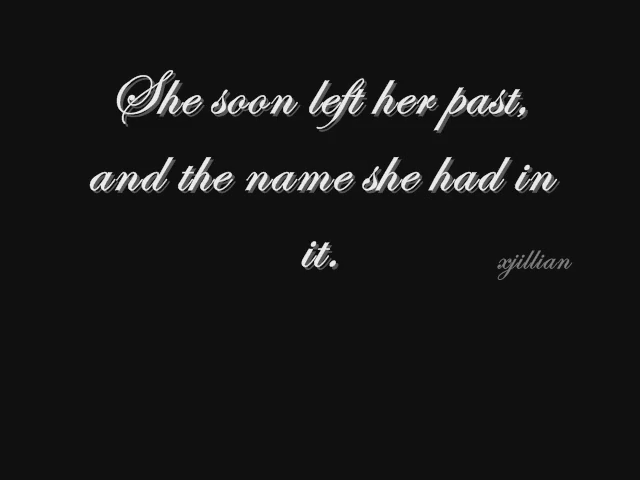 She soon left her past,
and the name she had in
it.
xjillian